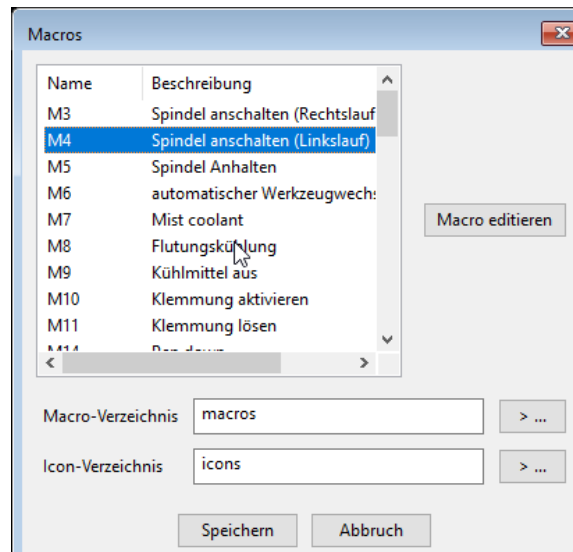 Macros
Name Beschreibung
M3 Spindel anschalten (Rechtslauf
M4 Spindel anschalten (Linkslauf)
M5 Spindel Anhalten
M6 automatischer Werkzeugwechs
M7 Mist coolant
M8 Flutungskühlung
M9 Kühlmittel aus
M10 Klemmung aktivieren
M11 Klemmung lösen
Macro editieren
Macro-Verzeichnis macros > ...
Icon-Verzeichnis icons > ...
Speichern Abbruch